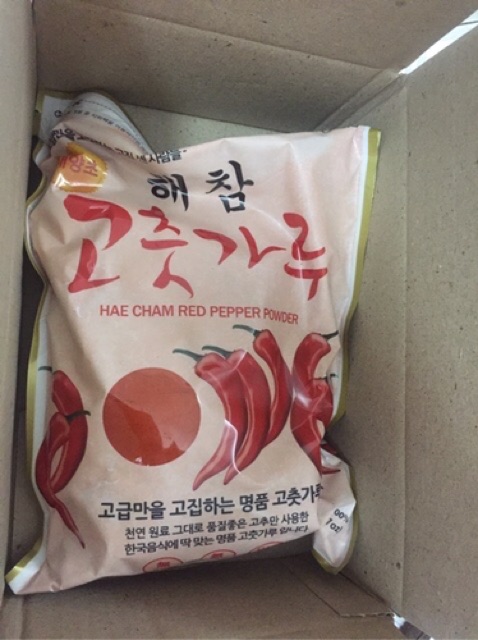 해 참
고춧가루
HAE CHAM RED PEPPER POWDER
고급만을 고집하는 명품 고춧가루
천연 원료 그대로 품질좋은 고추만 사용한
한국음식에 딱 맞는 명품 고춧가루 입니다